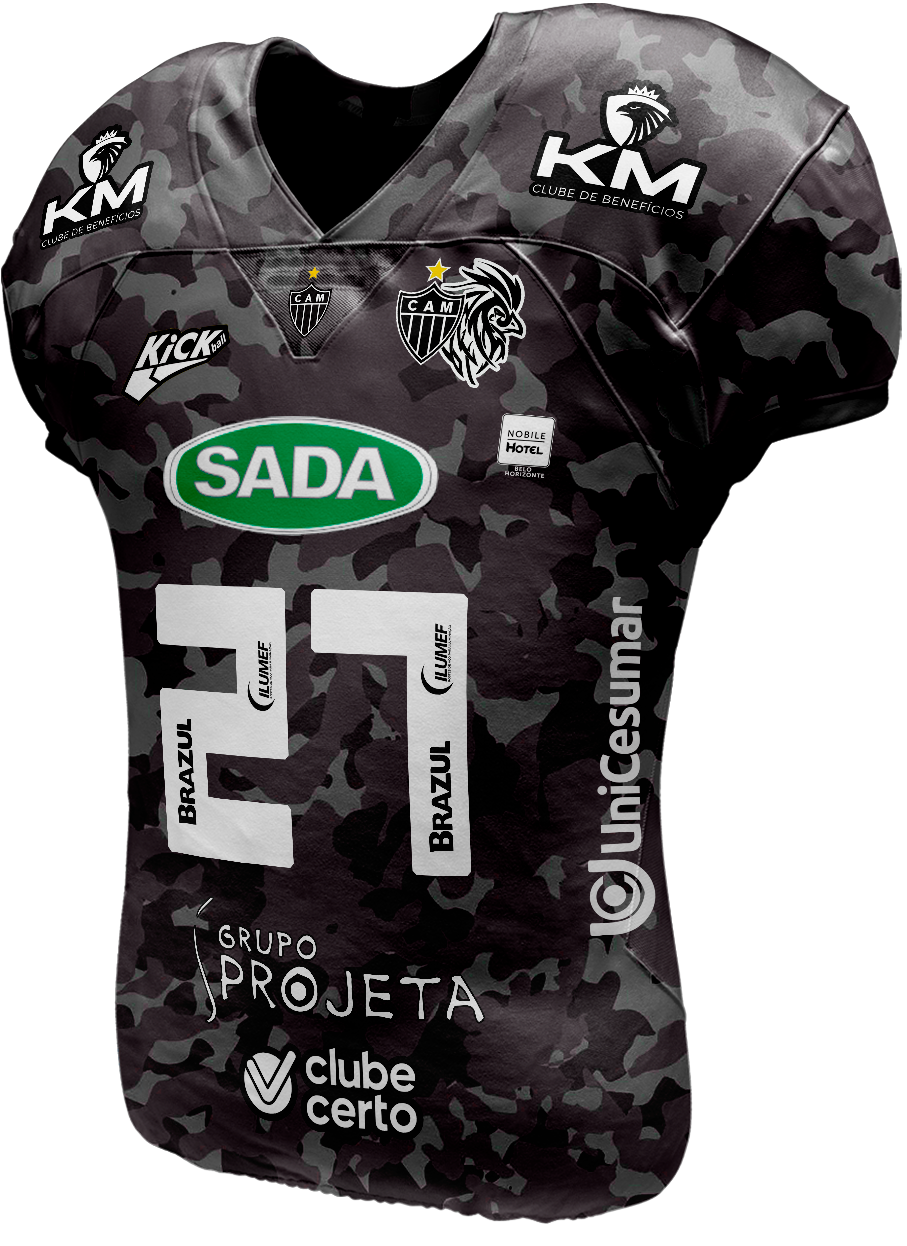 KM
CLUBE DE BENEFÍCIOS
KM
CLUBE DE BENEFÍCIOS
CAM
CAM
KiCK
ball
SADA
NOBILE
HOTEL
BELO
HORIZONTE
27
ILUMEF
BRAZUL
ILUMEF
BRAZUL
UniCesumar
GRUPO
PROJETA
clube
certo